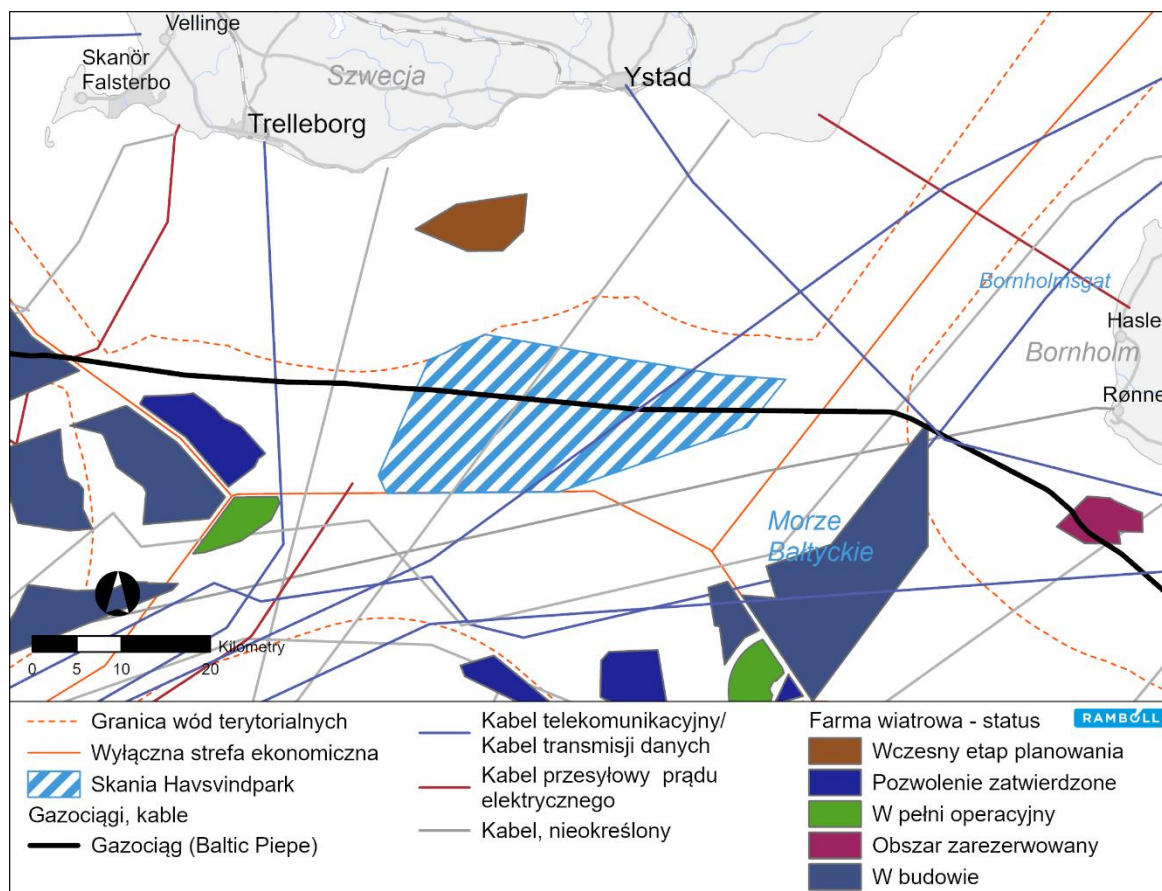 Vellinge
Skanör
Falsterbo
Szwecja
Ystad
Trelleborg
Bornholmsgat
Hasle
Bornholm
Rønne
Morze
Bałtyckie
Kilometry
0 5 10 20
Granica wód terytorialnych
Wyłączna strefa ekonomiczna
Skania Havsvindpark
Gazociągi, kable
Gazociąg (Baltic Piepe)
Kabel telekomunikacyjny/
Kabel transmisji danych
Kabel przesyłowy prądu
elektrycznego
Kabel, nieokreślony
Farma wiatrowa - status
RAMBOLL
Wczesny etap planowania
Pozwolenie zatwierdzone
W pełni operacyjny
Obszar zarezerwowany
W budowie